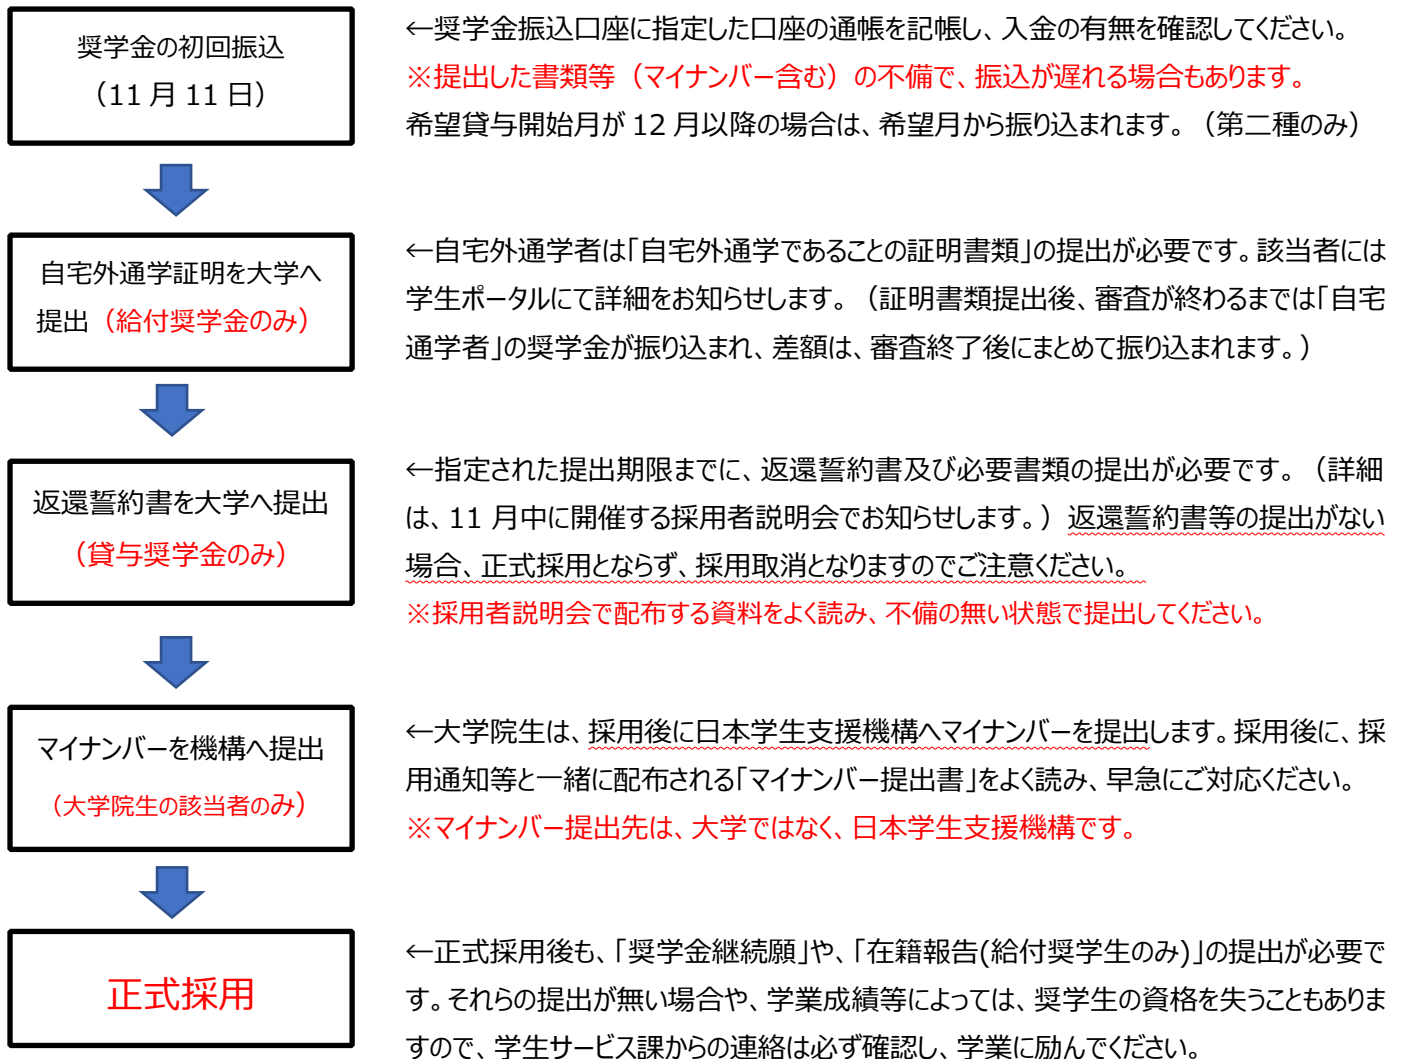 奨学金の初回振込
（11 月 11 日）
←奨学金振込口座に指定した口座の通帳を記帳し、入金の有無を確認してください。
※提出した書類等（マイナンバー含む）の不備で、振込が遅れる場合もあります。
希望貸与開始月が 12 月以降の場合は、希望月から振り込まれます。（第二種のみ）
自宅外通学証明を大学へ
提出（給付奨学金のみ）
←自宅外通学者は「自宅外通学であることの証明書類」の提出が必要です。該当者には
学生ポータルにて詳細をお知らせします。（証明書類提出後、審査が終わるまでは「自宅
通学者」の奨学金が振り込まれ、差額は、審査終了後にまとめて振り込まれます。）
返還誓約書を大学へ提出
（貸与奨学金のみ）
←指定された提出期限までに、返還誓約書及び必要書類の提出が必要です。（詳細
は、11 月中に開催する採用者説明会でお知らせします。）返還誓約書等の提出がない
場合、正式採用とならず、採用取消となりますのでご注意ください。
※採用者説明会で配布する資料をよく読み、不備の無い状態で提出してください。
マイナンバーを機構へ提出
（大学院生の該当者のみ）
←大学院生は、採用後に日本学生支援機構へマイナンバーを提出します。採用後に、採
用通知等と一緒に配布される「マイナンバー提出書」をよく読み、早急にご対応ください。
※マイナンバー提出先は、大学ではなく、日本学生支援機構です。
正式採用
←正式採用後も、「奨学金継続願」や、「在籍報告(給付奨学生のみ)」の提出が必要で
す。それらの提出が無い場合や、学業成績等によっては、奨学生の資格を失うこともありま
すので、学生サービス課からの連絡は必ず確認し、学業に励んでください。